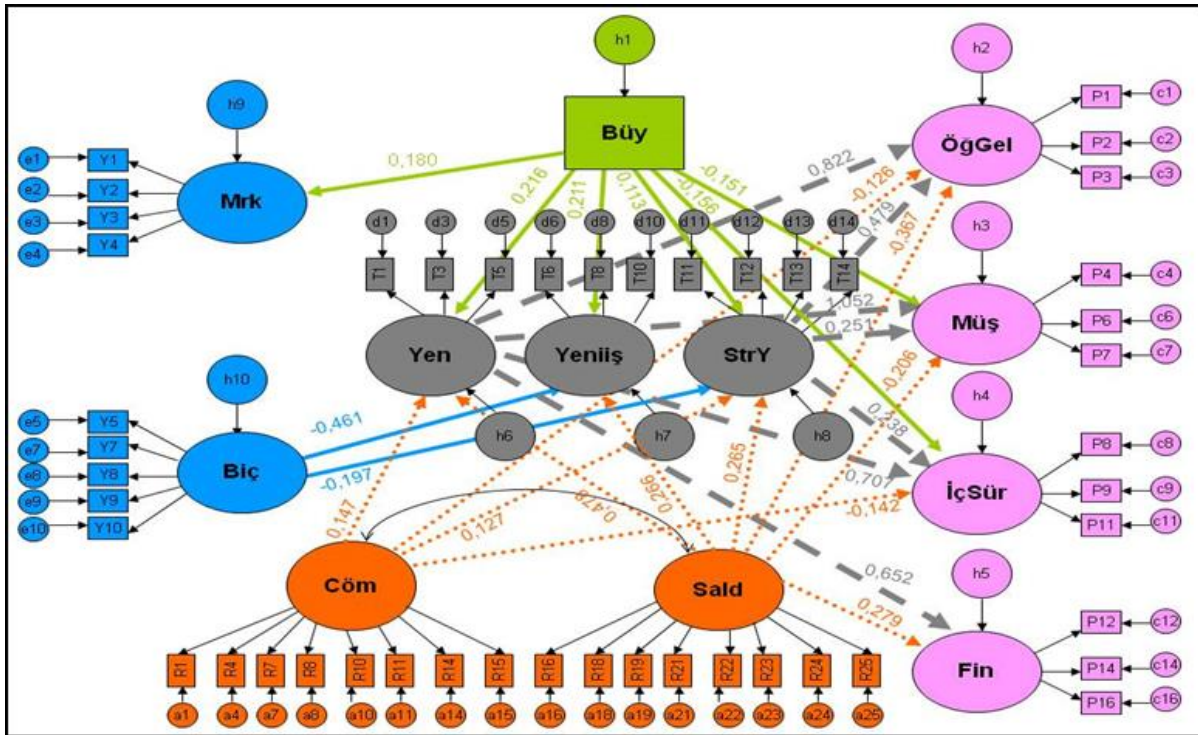 h1
h2
h9
c1
P1
Büy
ÖğGel
P2
c2
e1
Y1
0,180
0,822
-0,126
P3
c3
e2
Y2
Mrk
0,216
0,211
0,113
-0,156
-0,151
e3
Y3
0,479
-0,367
e4
Y4
d1
d3
d5
d6
d8
d10
d11
d12
d13
d14
h3
T1
T3
T5
T6
T8
T10
T11
T12
T13
T14
P4
c4
1,052
Müş
P6
c6
0,251
Yen
Yeniiş
StrY
P7
c7
h10
-0,206
h4
-0,461
h6
h7
h8
0,238
e5
Y5
P8
c8
e7
Y7
Biç
-0,197
0,265
0,707
İçSür
P9
c9
e8
Y8
0,147
0,127
0,428
0,266
-0,142
e9
Y9
P11
c11
e10
Y10
0,652
h5
Cöm
Sald
0,279
P12
c12
Fin
P14
c14
P16
c16
R1
R4
R7
R8
R10
R11
R14
R15
R16
R18
R19
R21
R22
R23
R24
R25
a1
a4
a7
a8
a10
a11
a14
a15
a16
a18
a19
a21
a22
a23
a24
a25